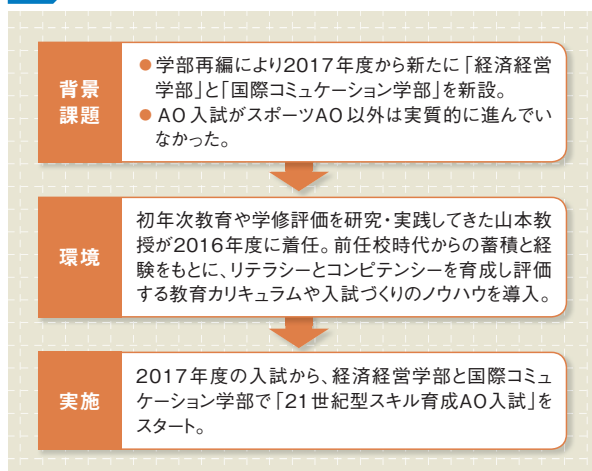 背景
課題
●学部再編により2017年度から新たに「経済経営
学部」と「国際コミュケーション学部」を新設。
●AO入試がスポーツAO以外は実質的に進んでい
なかった。
環境
初年次教育や学修評価を研究・実践してきた山本教
授が2016年度に着任。前任校時代からの蓄積と経
験をもとに、リテラシーとコンピテンシーを育成し評価
する教育カリキュラムや入試づくりのノウハウを導入。
実施
2017年度の入試から、経済経営学部と国際コミュ
ケーション学部で「21世紀型スキル育成AO入試」を
スタート。